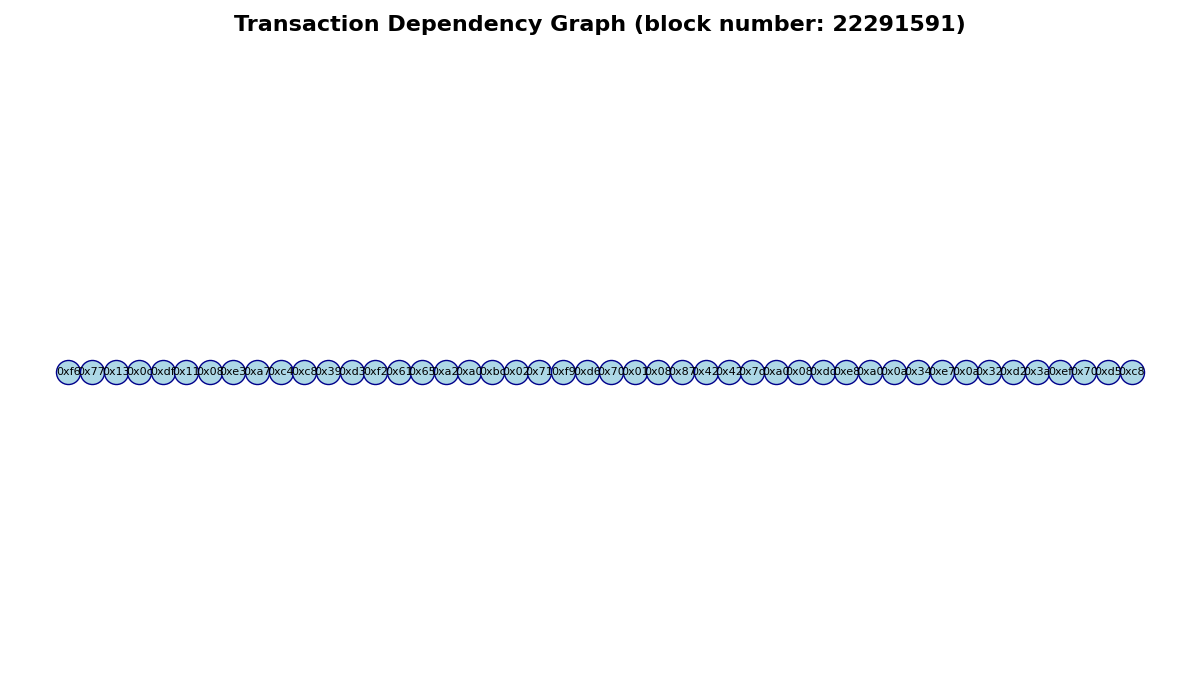 Transaction Dependency Graph (block number: 22291591)
0xf6 0x77 0x13 0x0c 0xdf 0x11 0x08 0xe3 0xa7 0xc4 0xc8 0x39 0xd3 0xf2 0x61 0x65 0xa2 0xa0 0xbc 0x02 0x71 0xf9 0xd6 0x70 0x01 0x08 0x87 0x42 0x42 0x7c 0xa0 0x08 0xdc 0xe8 0xa0 0x0a 0x34 0xe7 0x0a 0x32 0xd2 0x3a 0xef 0x70 0xd5 0xc8